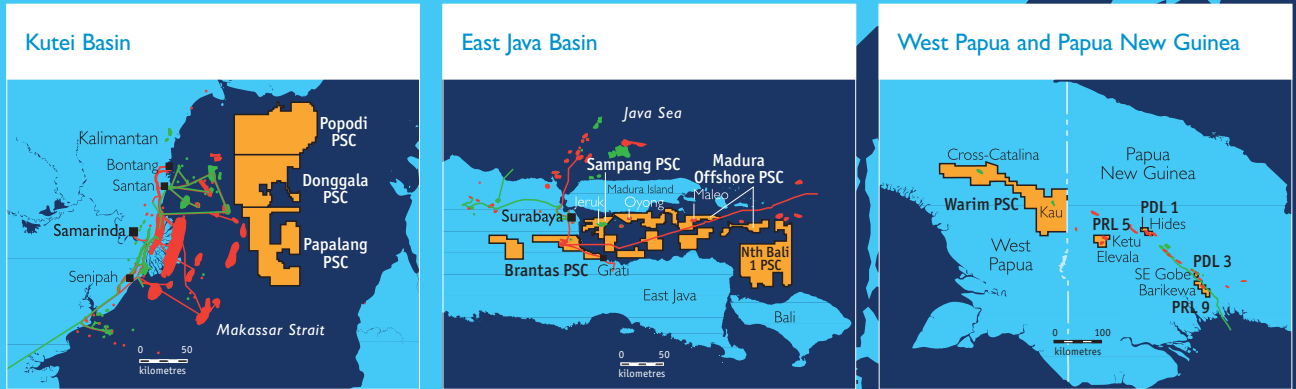 Kutei Basin
Kalimantan
Bontang
Santan
Samarinda
Senipah
Popodi
PSC
Donggala
PSC
Papalang
PSC
Makassar Strait
0 50
kilometres
East Java Basin
Java Sea
Sampang PSC
Madura
Offshore PSC
Madura Island
Jeruk
Oyong
Maleo
Surabaya
Brantas PSC
Grati
Nth Bali
1 PSC
East Java
Bali
0 50
kilometres
West Papua and Papua New Guinea
Cross-Catalina
Papua
New Guinea
Warim PSC
Kau
PDL 1
Hides
PRL 5
Ketu
Elevala
West
Papua
PDL 3
SE Gobe
Barikewa
PRL 9
0 100
kilometres